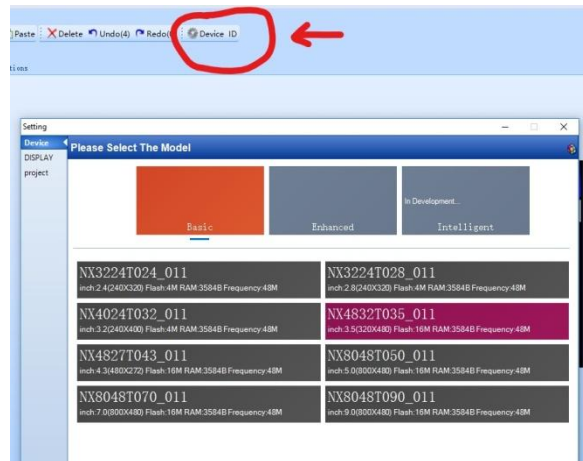 Paste Delete Undo(4) Redo( Device ID
tions
Setting
Device
DISPLAY
project
Please Select The Model
Basic
Enhanced
In Development...
Intelligent
NX3224T024_011
inch:2.4(240X320) Flash:4M RAM:3584B Frequency:48M
NX3224T028_011
inch:2.8(240X320) Flash:4M RAM:3584B Frequency:48M
NX4024T032_011
inch:3.2(240X400) Flash:4M RAM:3584B Frequency:48M
NX4832T035_011
inch:3.5(320X480) Flash:16M RAM:3584B Frequency:48M
NX4827T043_011
inch:4.3(480X272) Flash:16M RAM:3584B Frequency:48M
NX8048T050_011
inch:5.0(800X480) Flash:16M RAM:3584B Frequency:48M
NX8048T070_011
inch:7.0(800X480) Flash:16M RAM:3584B Frequency:48M
NX8048T090_011
inch:9.0(800X480) Flash:16M RAM:3584B Frequency:48M